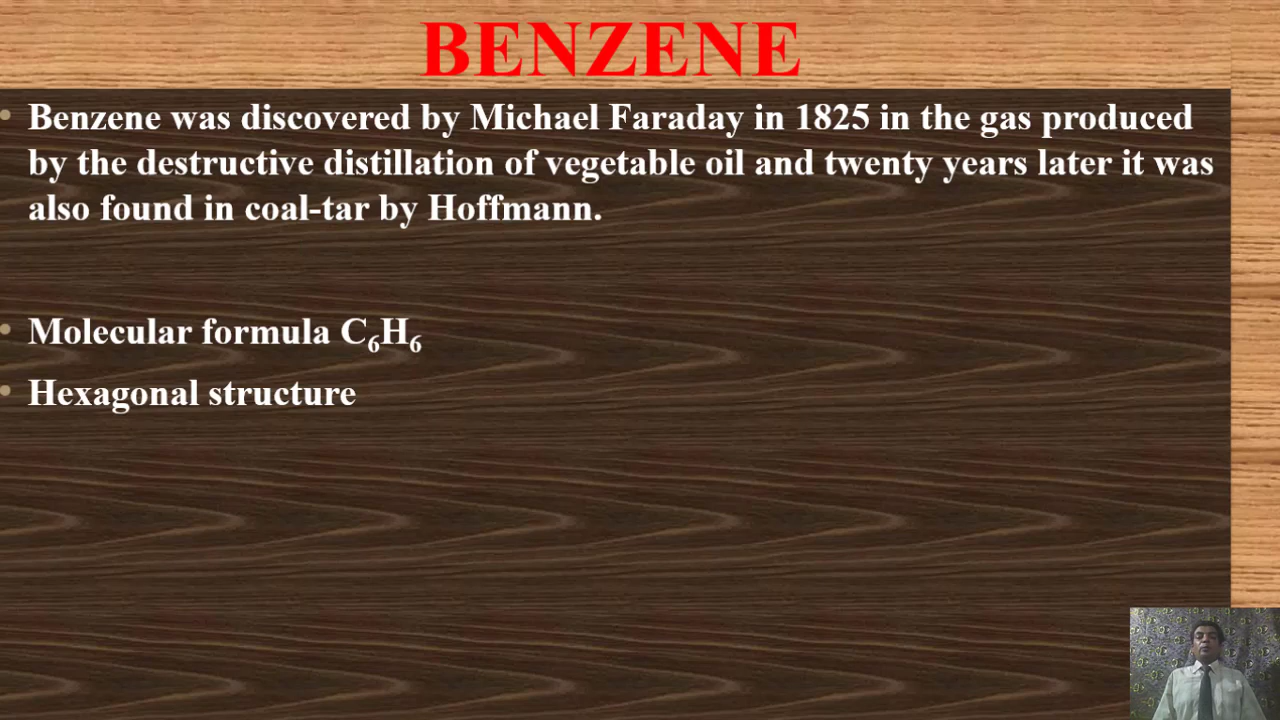 BENZENE
• Benzene was discovered by Michael Faraday in 1825 in the gas produced
by the destructive distillation of vegetable oil and twenty years later it was
also found in coal-tar by Hoffmann.
• Molecular formula C₆H₆
• Hexagonal structure